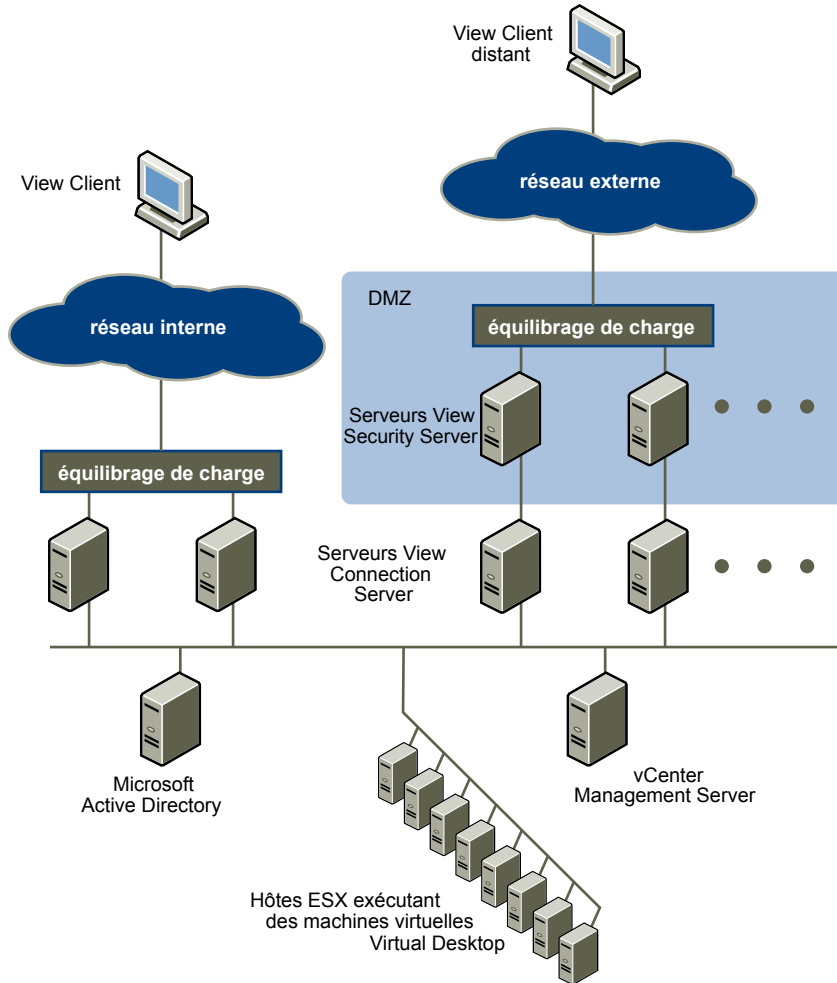 View Client
distant
réseau externe
View Client
réseau interne
DMZ
équilibrage de charge
Serveurs View
Security Server
équilibrage de charge
Serveurs View
Connection
Server
Microsoft
Active Directory
vCenter
Management Server
Hôtes ESX exécutant
des machines virtuelles
Virtual Desktop